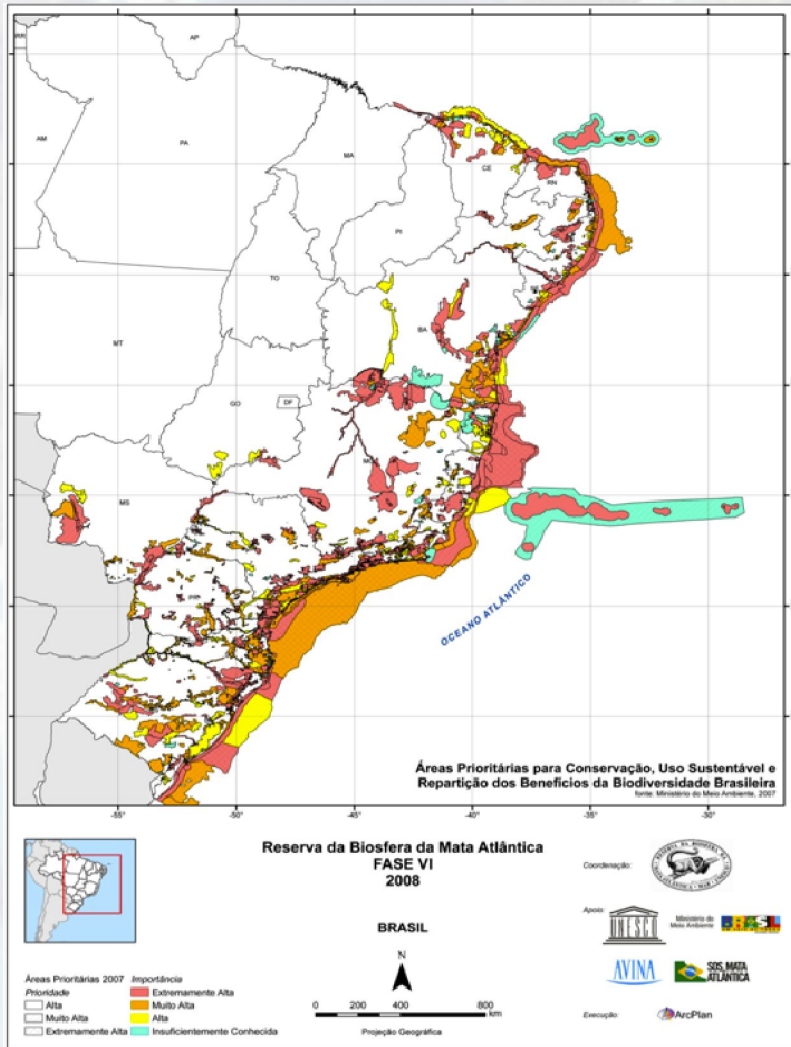 AP
AM
PA
MA
CE
RN
PI
TO
BA
MT
GO
DF
MS
OCEANO ATLÂNTICO
Áreas Prioritárias para Conservação, Uso Sustentável e
Repartição dos Benefícios da Biodiversidade Brasileira
fonte: Ministério do Meio Ambiente, 2007
-55° -50° -45° -40° -35° -30°
Reserva da Biosfera da Mata Atlântica
FASE VI
2008
BRASIL
N
0 200 400 800
km
Projeção Geográfica
Áreas Prioritárias 2007 Importância
Prioridade
Alta
Muito Alta
Extremamente Alta
Extremamente Alta
Muito Alta
Alta
Insuficientemente Conhecida
Coordenação:
Apoio:
UNESCO
Ministério do
Meio Ambiente
BRASIL
AVINA
SOS MATA
ATLÂNTICA
Execução:
ArcPlan